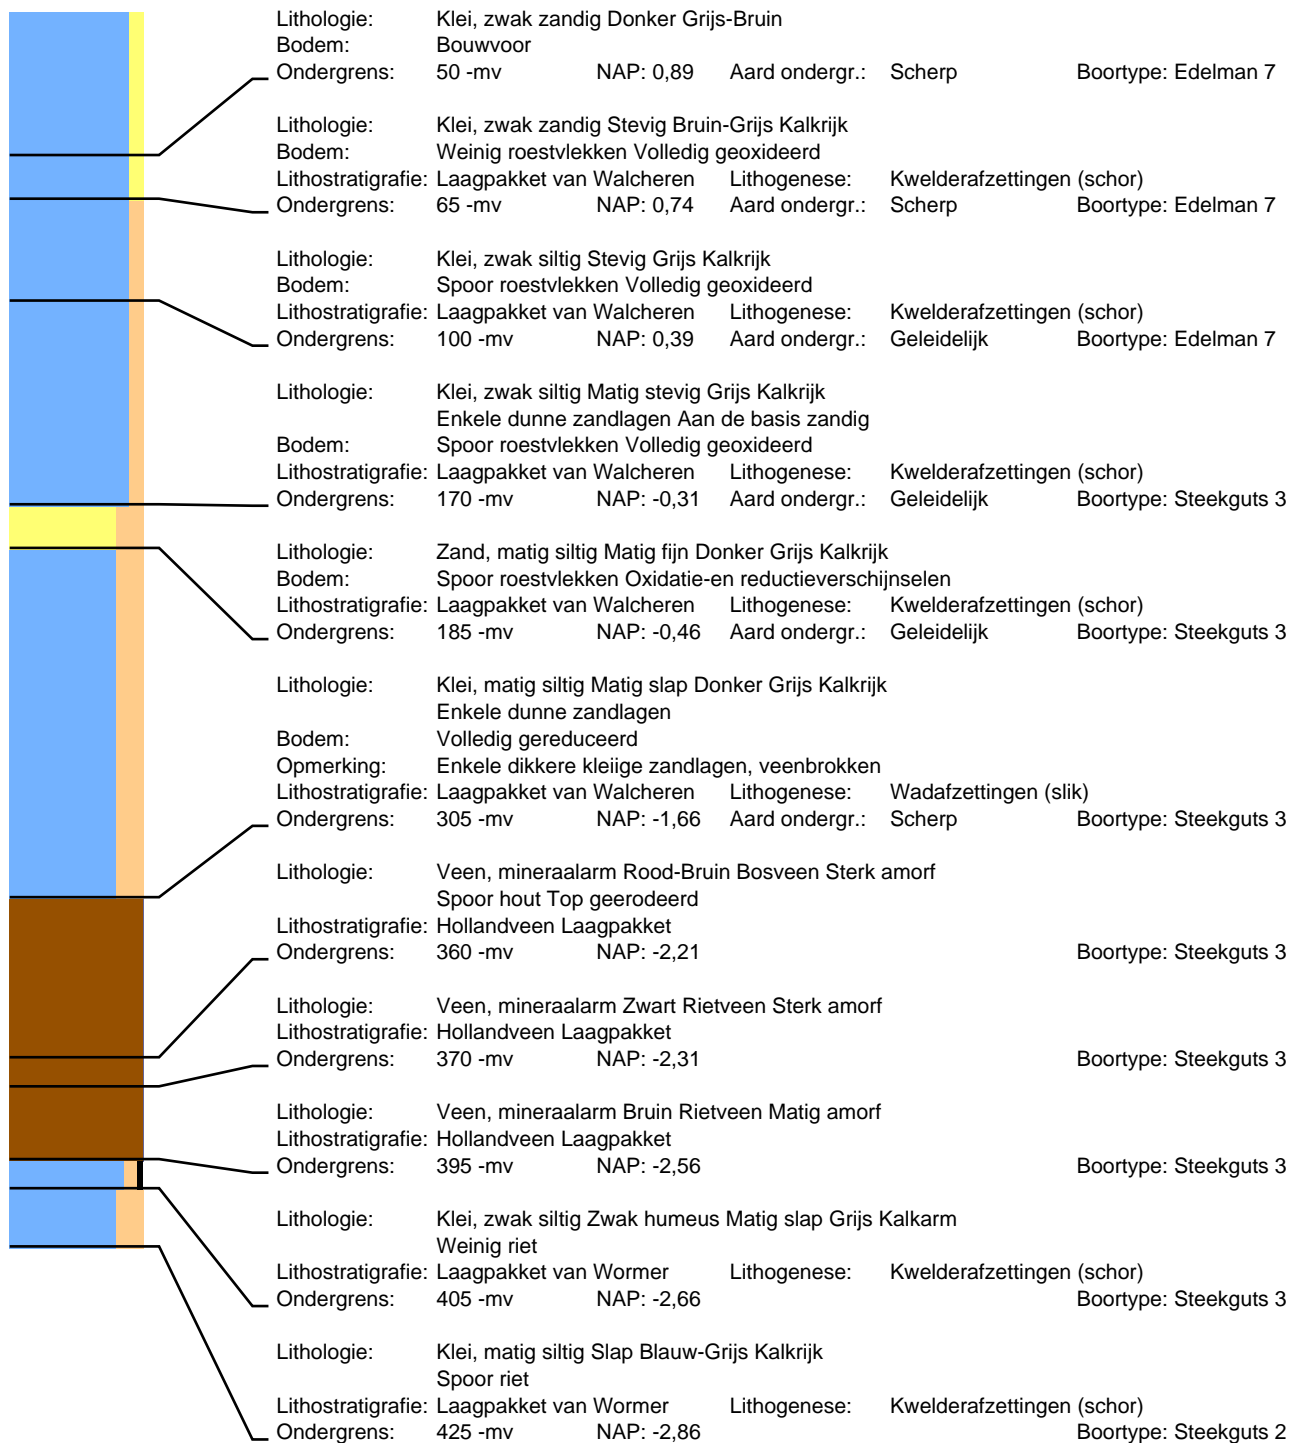 Lithologie: Klei, zwak zandig Donker Grijs-Bruin
Bodem: Bouwvoor
Ondergrens: 50 -mv NAP: 0,89 Aard ondergr.: Scherp Boortype: Edelman 7
Lithologie: Klei, zwak zandig Stevig Bruin-Grijs Kalkrijk
Bodem: Weinig roestvlekken Volledig geoxideerd
Lithostratigrafie: Laagpakket van Walcheren Lithogenese: Kwelderafzettingen (schor)
Ondergrens: 65 -mv NAP: 0,74 Aard ondergr.: Scherp Boortype: Edelman 7
Lithologie: Klei, zwak siltig Stevig Grijs Kalkrijk
Bodem: Spoor roestvlekken Volledig geoxideerd
Lithostratigrafie: Laagpakket van Walcheren Lithogenese: Kwelderafzettingen (schor)
Ondergrens: 100 -mv NAP: 0,39 Aard ondergr.: Geleidelijk Boortype: Edelman 7
Lithologie: Klei, zwak siltig Matig stevig Grijs Kalkrijk
Enkele dunne zandlagen Aan de basis zandig
Bodem: Spoor roestvlekken Volledig geoxideerd
Lithostratigrafie: Laagpakket van Walcheren Lithogenese: Kwelderafzettingen (schor)
Ondergrens: 170 -mv NAP: -0,31 Aard ondergr.: Geleidelijk Boortype: Steekguts 3
Lithologie: Zand, matig siltig Matig fijn Donker Grijs Kalkrijk
Bodem: Spoor roestvlekken Oxidatie-en reductieverschijnselen
Lithostratigrafie: Laagpakket van Walcheren Lithogenese: Kwelderafzettingen (schor)
Ondergrens: 185 -mv NAP: -0,46 Aard ondergr.: Geleidelijk Boortype: Steekguts 3
Lithologie: Klei, matig siltig Matig slap Donker Grijs Kalkrijk
Enkele dunne zandlagen
Bodem: Volledig gereduceerd
Opmerking: Enkele dikkere kleiige zandlagen, veenbrokken
Lithostratigrafie: Laagpakket van Walcheren Lithogenese: Wadafzettingen (slik)
Ondergrens: 305 -mv NAP: -1,66 Aard ondergr.: Scherp Boortype: Steekguts 3
Lithologie: Veen, mineraalarm Rood-Bruin Bosveen Sterk amorf
Spoor hout Top geerodeerd
Lithostratigrafie: Hollandveen Laagpakket
Ondergrens: 360 -mv NAP: -2,21 Boortype: Steekguts 3
Lithologie: Veen, mineraalarm Zwart Rietveen Sterk amorf
Lithostratigrafie: Hollandveen Laagpakket
Ondergrens: 370 -mv NAP: -2,31 Boortype: Steekguts 3
Lithologie: Veen, mineraalarm Bruin Rietveen Matig amorf
Lithostratigrafie: Hollandveen Laagpakket
Ondergrens: 395 -mv NAP: -2,56 Boortype: Steekguts 3
Lithologie: Klei, zwak siltig Zwak humeus Matig slap Grijs Kalkarm
Weinig riet
Lithostratigrafie: Laagpakket van Wormer Lithogenese: Kwelderafzettingen (schor)
Ondergrens: 405 -mv NAP: -2,66 Boortype: Steekguts 3
Lithologie: Klei, matig siltig Slap Blauw-Grijs Kalkrijk
Spoor riet
Lithostratigrafie: Laagpakket van Wormer Lithogenese: Kwelderafzettingen (schor)
Ondergrens: 425 -mv NAP: -2,86 Boortype: Steekguts 2